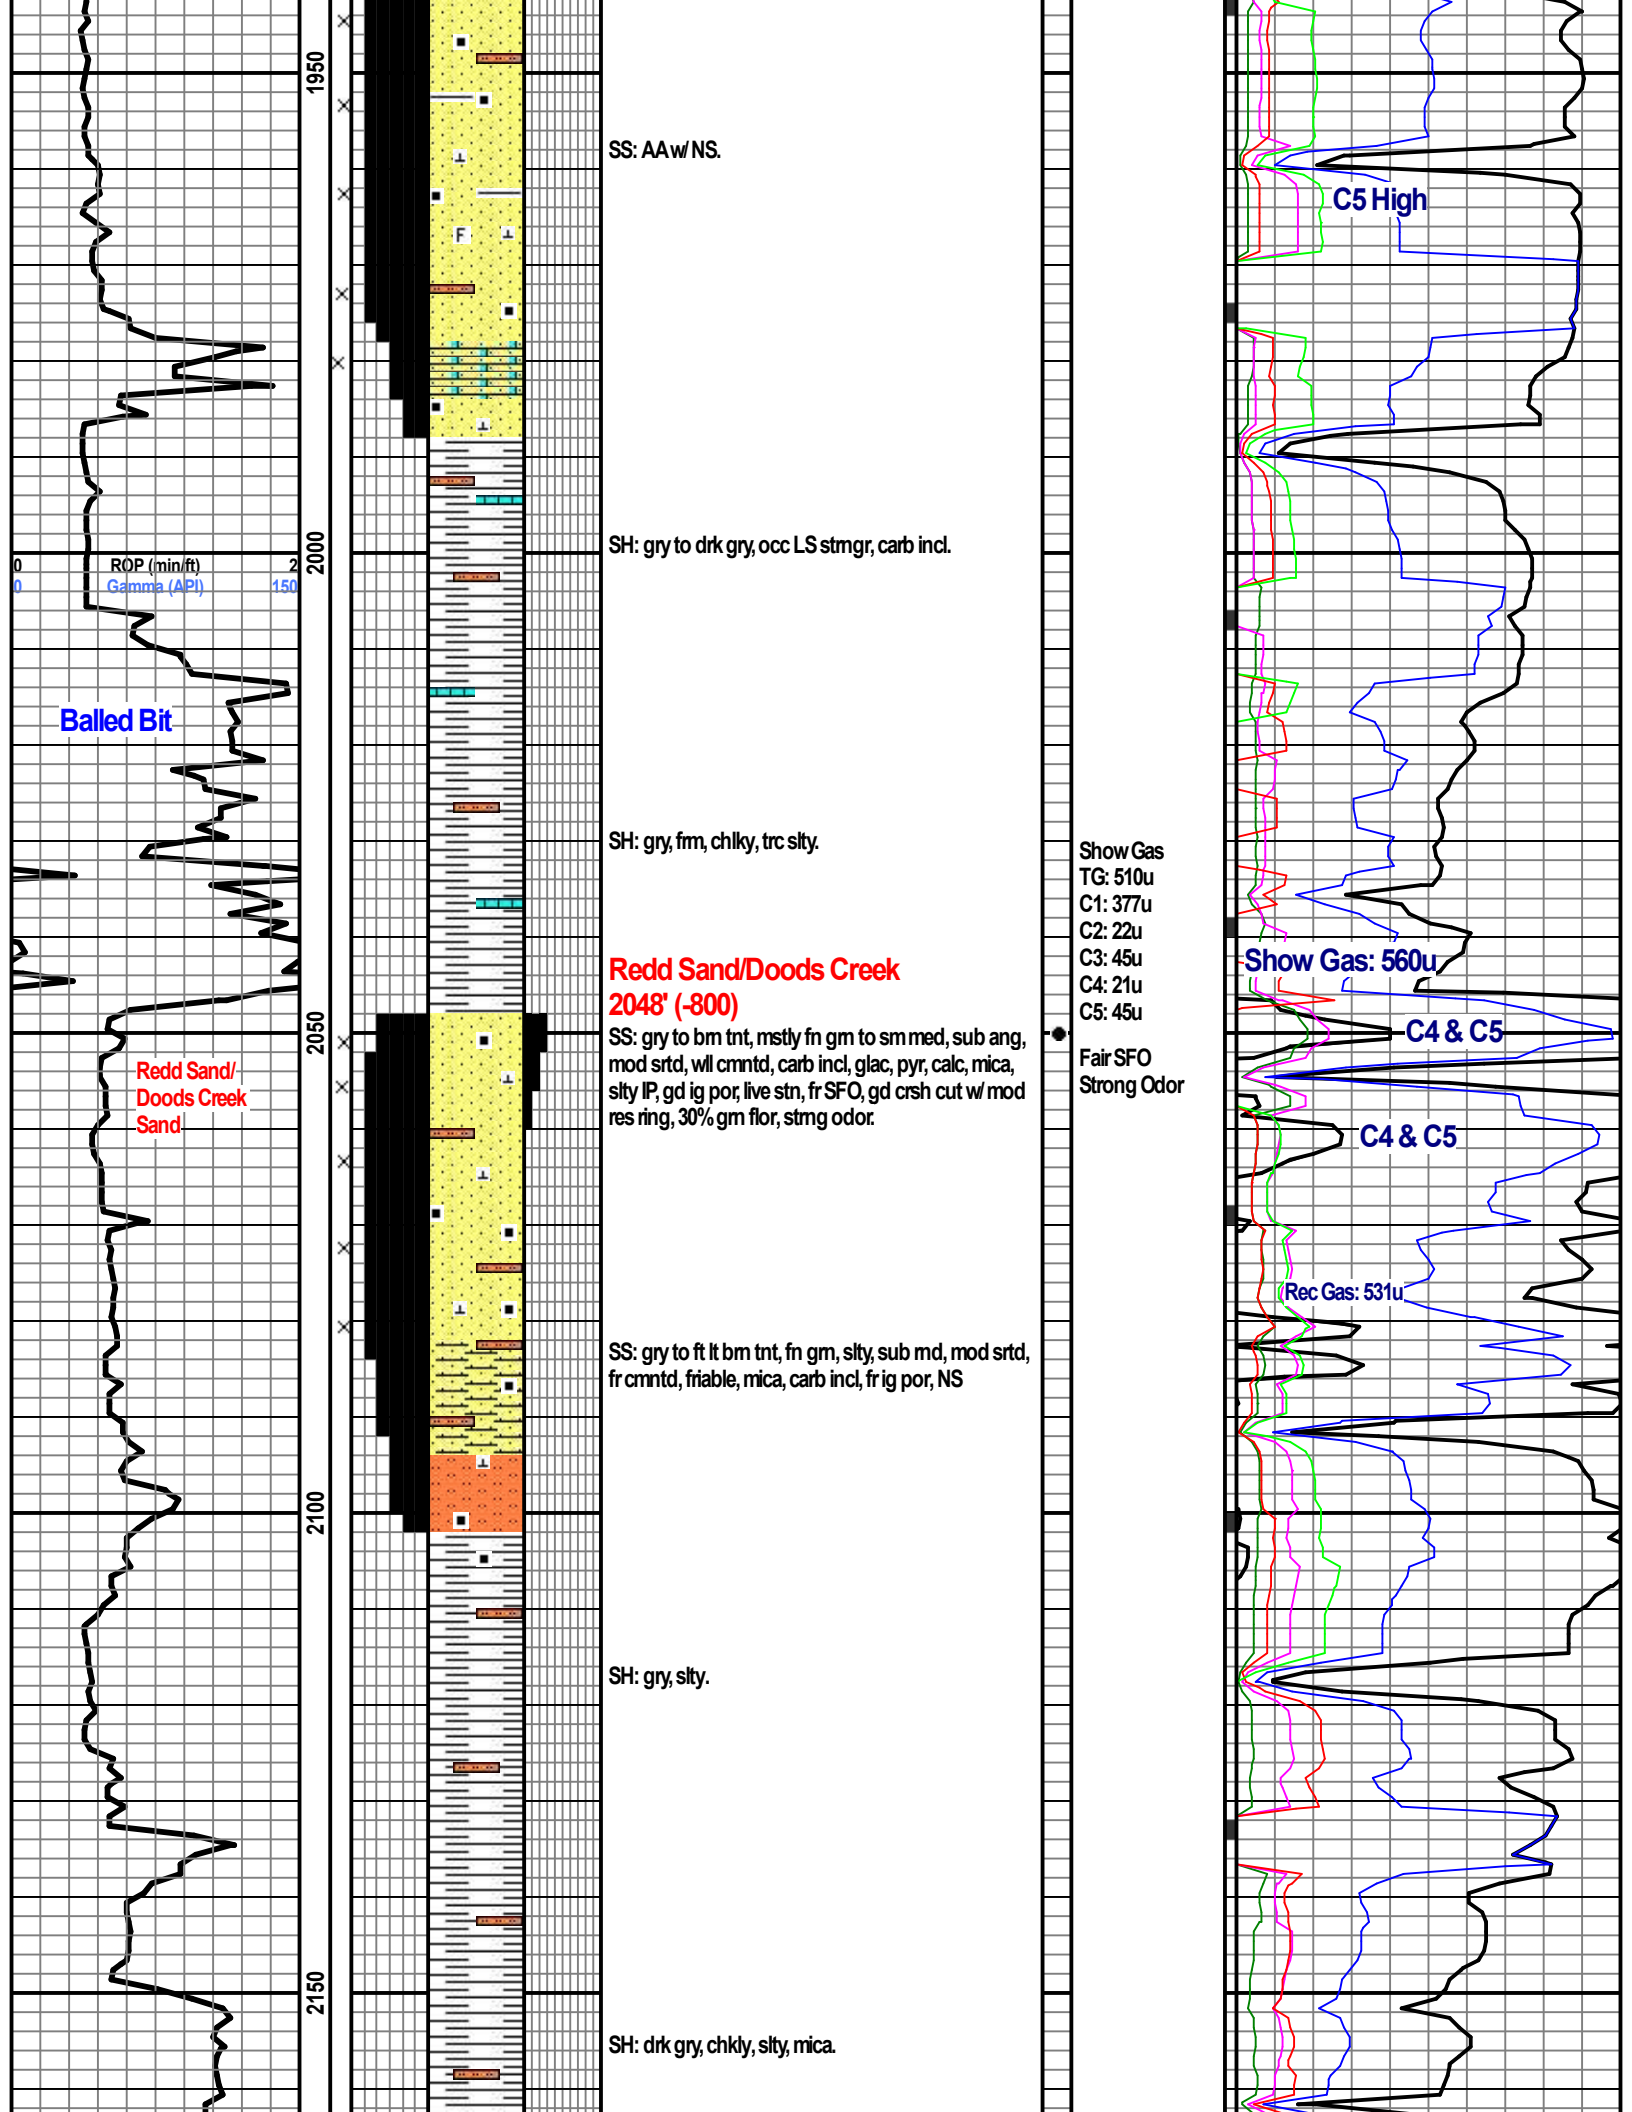 1950
SS: AA w/ NS.
C5 High
F
2000
SH: gry to drk gry, occ LS strngr, carb incl.
0 ROP (min/ft) 2
0 Gamma (API) 150
Balled Bit
SH: gry, frm, chlky, trc slty.
Show Gas
TG: 510u
C1: 377u
C2: 22u
C3: 45u
C4: 21u
C5: 45u
Fair SFO
Strong Odor
Show Gas: 560u
Redd Sand/Doods Creek
2048' (-800)
2050
SS: gry to brn tnt, mstly fn grn to sm med, sub ang,
mod srtd, wll cmntd, carb incl, glac, pyr, calc, mica,
slty IP, gd ig por, live stn, fr SFO, gd crsh cut w/ mod
res ring, 30% grn flor, strng odor.
C4 & C5
Redd Sand/
Doods Creek
Sand
C4 & C5
Rec Gas: 531u
SS: gry to ft lt brn tnt, fn grn, slty, sub rnd, mod srtd,
fr cmntd, friable, mica, carb incl, fr ig por, NS
2100
SH: gry, slty.
2150
SH: drk gry, chkly, slty, mica.